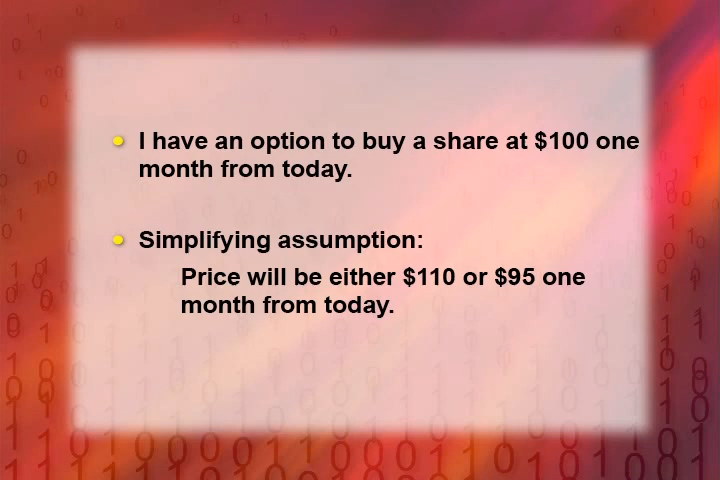 I have an option to buy a share at $100 one
month from today.
Simplifying assumption:
Price will be either $110 or $95 one
month from today.